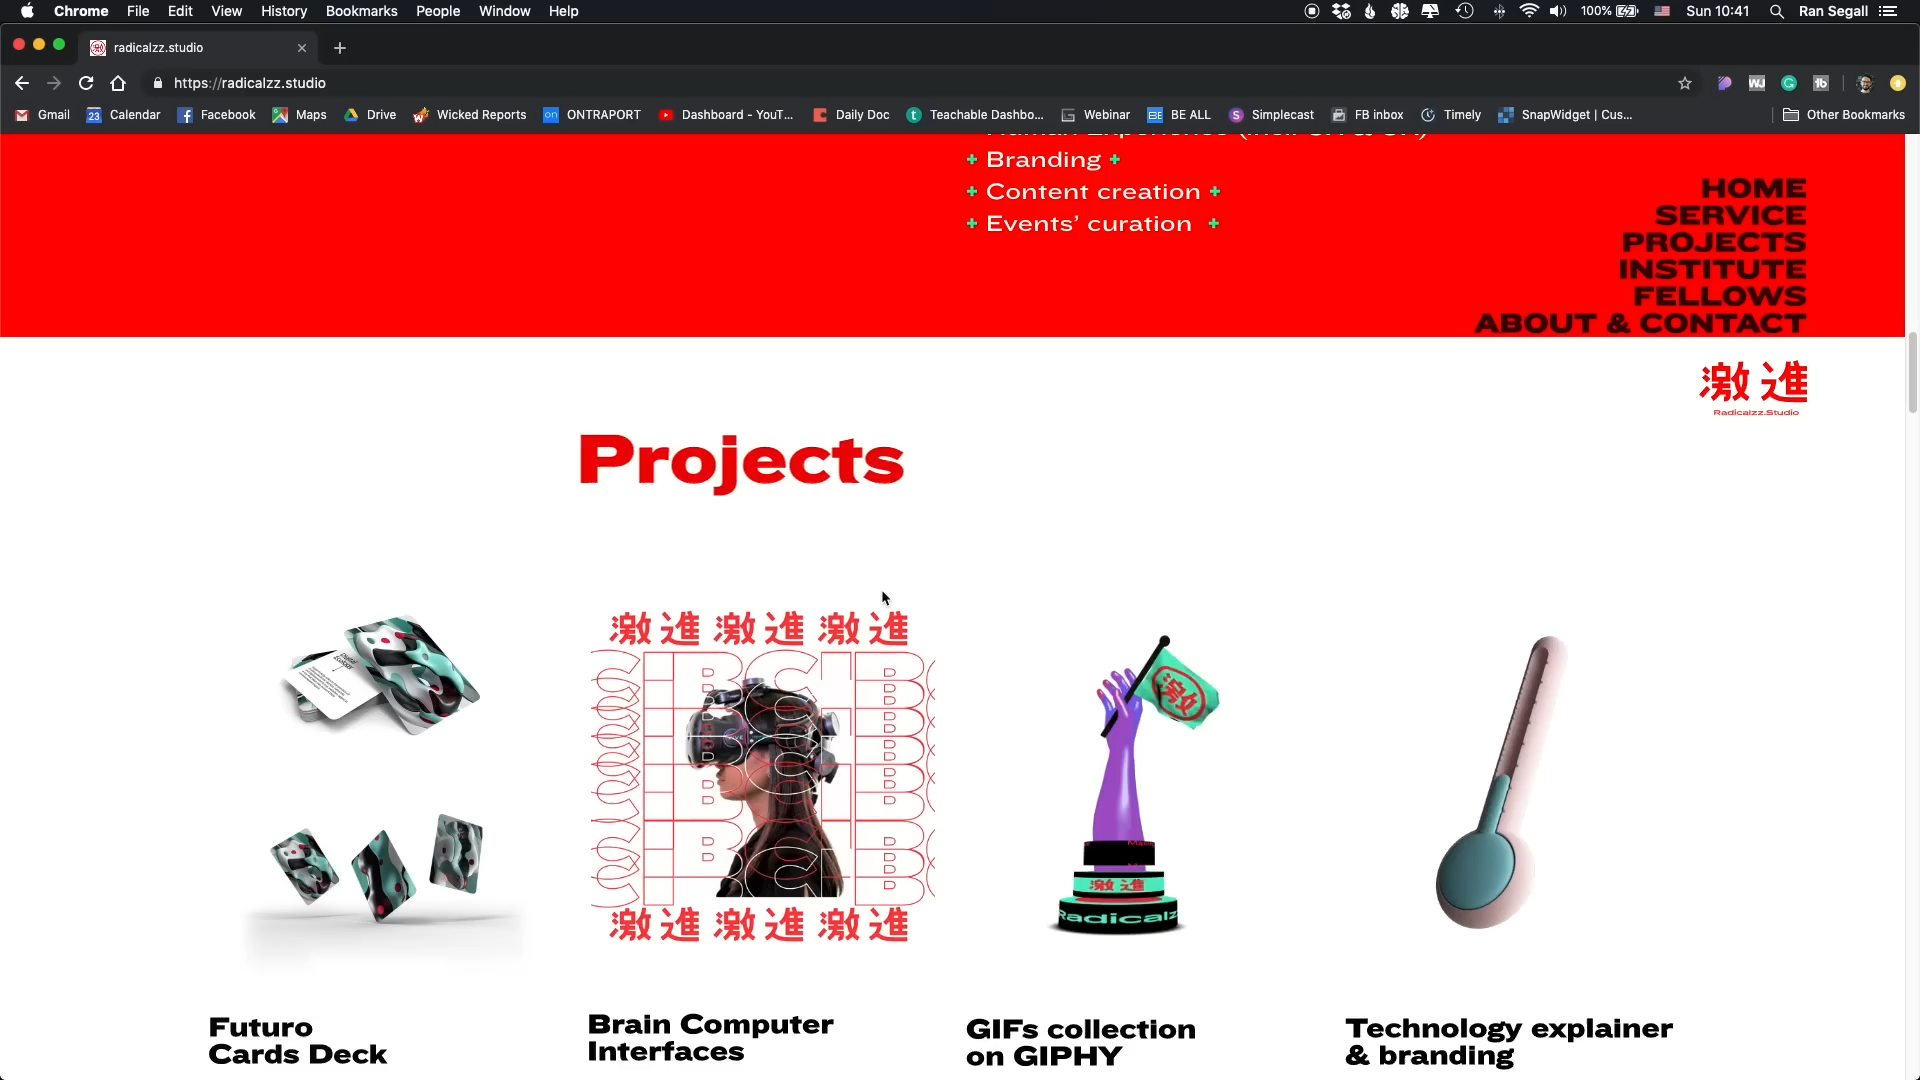 Chrome File Edit View History Bookmarks People Window Help 100% Sun 10:41 Ran Segall
radicalzz.studio
https://radicalzz.studio
Gmail Calendar Facebook Maps Drive Wicked Reports ONTRAPORT Dashboard - YouT... Daily Doc Teachable Dashbo... Webinar BE ALL Simplecast FB inbox Timely SnapWidget | Cus... Other Bookmarks
+ Branding +
+ Content creation +
+ Events’ curation +
HOME
SERVICE
PROJECTS
INSTITUTE
FELLOWS
ABOUT & CONTACT
激進
Radicalzz.Studio
Projects
激進激進激進
激進激進激進
激
激進
Radicalz
Futuro
Cards Deck
Brain Computer
Interfaces
GIFs collection
on GIPHY
Technology explainer
& branding